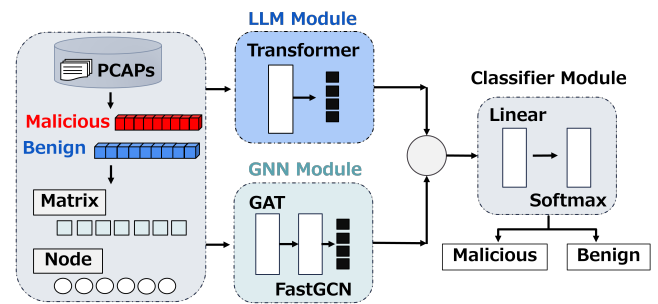 PCAPs
Malicious
Benign
Matrix
Node
LLM Module
Transformer
GNN Module
GAT
FastGCN
Classifier Module
Linear
Softmax
Malicious
Benign